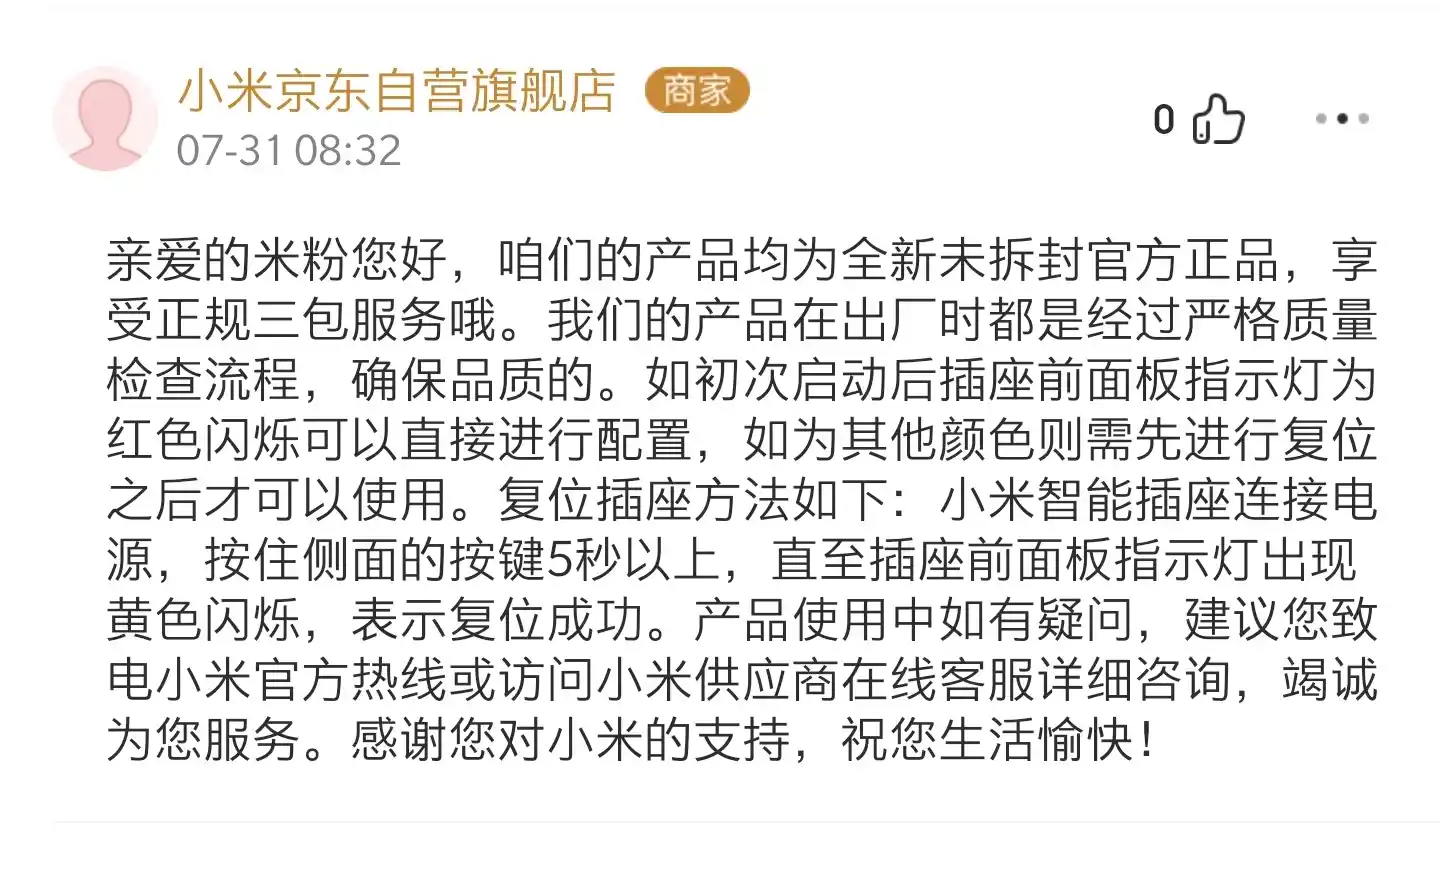 小米京东自营旗舰店 商家
07-31 08:32
0
亲爱的米粉您好，咱们的产品均为全新未拆封官方正品，享
受正规三包服务哦。我们的产品在出厂时都是经过严格质量
检查流程，确保品质的。如初次启动后插座前面板指示灯为
红色闪烁可以直接进行配置，如为其他颜色则需先进行复位
之后才可以使用。复位插座方法如下：小米智能插座连接电
源，按住侧面的按键5秒以上，直至插座前面板指示灯出现
黄色闪烁，表示复位成功。产品使用中如有疑问，建议您致
电小米官方热线或访问小米供应商在线客服详细咨询，竭诚
为您服务。感谢您对小米的支持，祝您生活愉快！